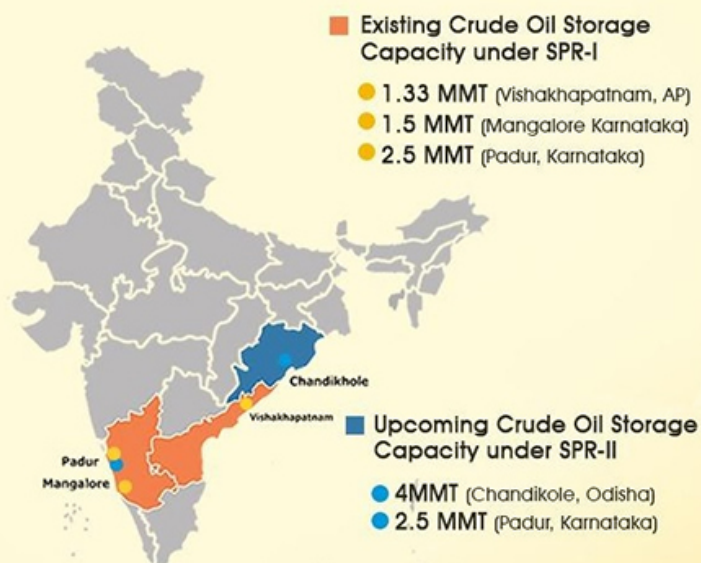 Existing Crude Oil Storage
Capacity under SPR-I
1.33 MMT (Vishakhapatnam, AP)
1.5 MMT (Mangalore Karnataka)
2.5 MMT (Padur, Karnataka)
Chandikhole
Vishakhapatnam
Padur
Mangalore
Upcoming Crude Oil Storage
Capacity under SPR-II
4MMT (Chandikole, Odisha)
2.5 MMT (Padur, Karnataka)